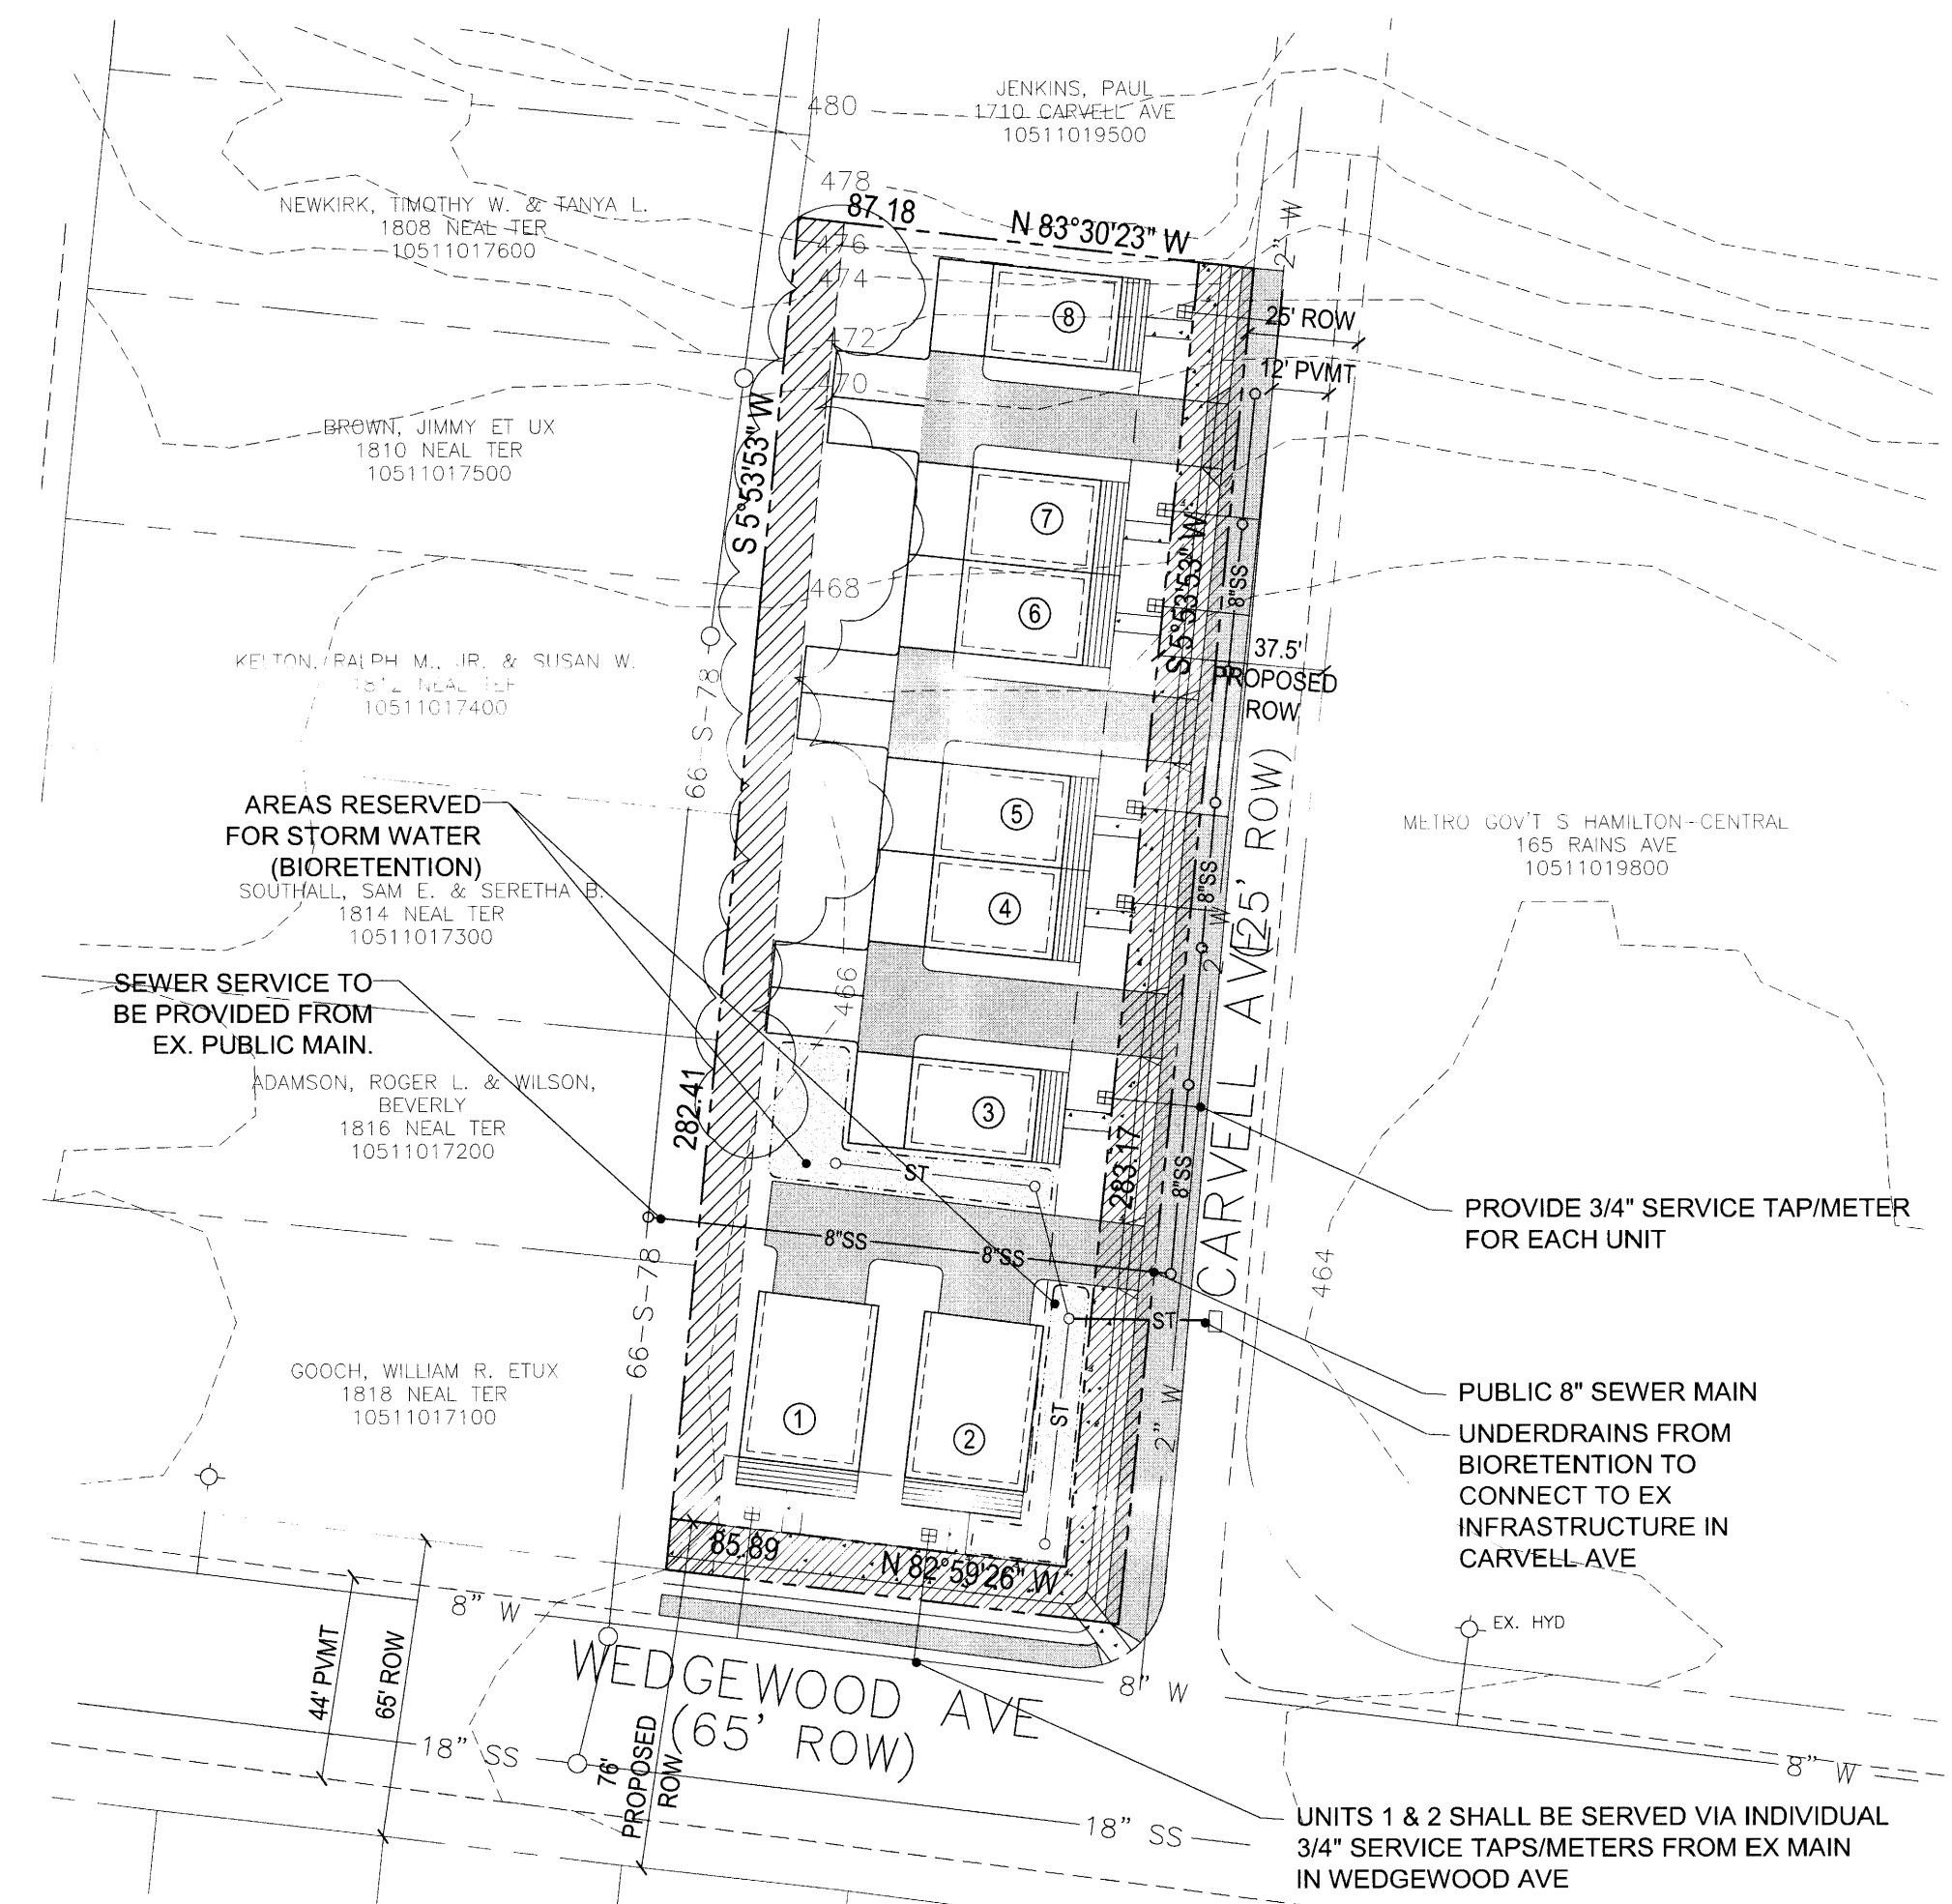 JENKINS, PAUL
1710 CARVELL AVE
10511019500
480
478
87.18
N 83°30'23" W
2" W
NEWKIRK, TIMOTHY W. & TANYA L.
1808 NEAL TER
10511017600
476
474
8
25' ROW
472
12' PVMT
470
BROWN, JIMMY ET UX
1810 NEAL TER
10511017500
S 5°53'53" W
7
S 5°53'53" W
8"SS
468
6
KELTON, RALPH M., JR. & SUSAN W.
1812 NEAL TER
10511017400
37.5'
PROPOSED
ROW
66-S-78
AREAS RESERVED
FOR STORM WATER
(BIORETENTION)
5
METRO GOV'T S HAMILTON-CENTRAL
165 RAINS AVE
10511019800
SOUTHALL, SAM E. & SERETHA B.
1814 NEAL TER
10511017300
4
8"SS
2" W
CARVELL AVE
(25' ROW)
466
SEWER SERVICE TO
BE PROVIDED FROM
EX. PUBLIC MAIN.
ADAMSON, ROGER L. & WILSON,
BEVERLY
1816 NEAL TER
10511017200
282.41
3
283.17
ST
8"SS
PROVIDE 3/4" SERVICE TAP/METER
FOR EACH UNIT
8"SS
8"SS
66-S-78
464
ST
GOOCH, WILLIAM R. ETUX
1818 NEAL TER
10511017100
1
2
ST
2" W
PUBLIC 8" SEWER MAIN
UNDERDRAINS FROM
BIORETENTION TO
CONNECT TO EX
INFRASTRUCTURE IN
CARVELL AVE
85.89
N 82°59'26" W
8" W
EX. HYD
44' PVMT
65' ROW
WEDGEWOOD AVE
(65' ROW)
8" W
18" SS
76'
PROPOSED
ROW
8" W
18" SS
UNITS 1 & 2 SHALL BE SERVED VIA INDIVIDUAL
3/4" SERVICE TAPS/METERS FROM EX MAIN
IN WEDGEWOOD AVE